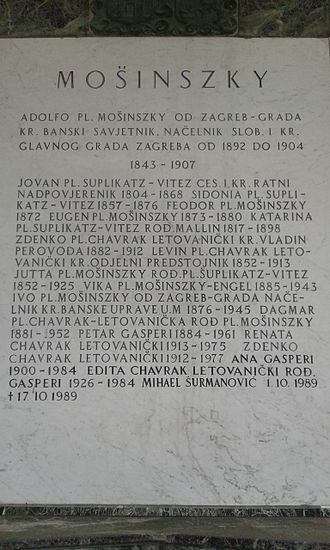 MOŠINSZKY
ADOLFO PL. MOŠINSZKY OD ZAGREB-GRADA
KR. BANSKI SAVJETNIK, NAČELNIK SLOB. I KR.
GLAVNOG GRADA ZAGREBA OD 1892 DO 1904
1843 - 1907
JOVAN PL. SUPLIKATZ - VITEZ CES. I. KR. RATNI
NADPOVJERENIK 1804 - 1868 SIDONIA PL. SUPLI-
KATZ - VITEZ 1857 - 1876 FEODOR PL. MOŠINSZKY
1872 EUGEN PL. MOŠINSZKY 1873 - 1880 KATARINA
PL. SUPLIKATZ - VITEZ ROĐ. MALLIN 1817 - 1898
ZDENKO PL. CHAVRAK LETOVANIČKI KR. VLADIN
PEROVOĐA 1882 - 1912 LEVIN PL. CHAVRAK LETO-
VANIČKI KR. ODJELNI PREDSTOJNIK 1852 - 1913
JUTTA PL. MOŠINSZKY ROĐ. PL. ŠUPLIKATZ - VITEZ
1852 - 1925 VIKA PL. MOŠINSZKY - ENGEL 1885 - 1943
IVO PL. MOŠINSZKY OD ZAGREB - GRADA NAČE-
LNIK KR. BANSKE UPRAVE U.M 1876 - 1945 DAGMAR
PL. CHAVRAK - LETOVANIČKA ROĐ PL. MOŠINSZKY
1881 - 1952 PETAR GASPERI 1884 - 1961 RENATA
CHAVRAK LETOVANIČKI 1913 - 1975 ZDENKO
CHAVRAK LETOVANIČKI 1912 - 1977 ANA GASPERI
1900 - 1984 EDITA CHAVRAK LETOVANIČKI ROĐ.
GASPERI 1926 - 1984 MIHAEL ŠURMANOVIĆ 1. 10. 1989
† 17 10 1989